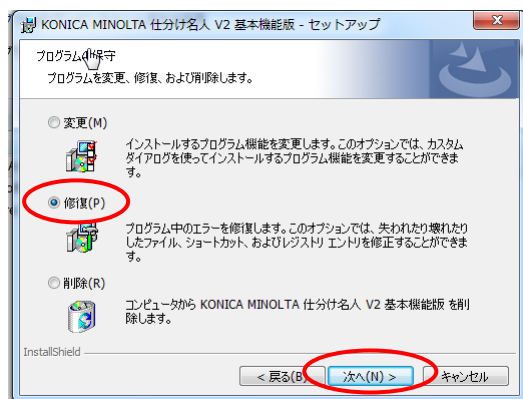 KONICA MINOLTA 仕分け名人 V2 基本機能版 - セットアップ
プログラムの保守
プログラムを変更、修復、および削除します。
変更(M)
インストールするプログラム機能を変更します。このオプションでは、カスタム
ダイアログを使ってインストールするプログラム機能を変更することができま
す。
修復(P)
プログラム中のエラーを修復します。このオプションでは、失われたり壊れたり
したファイル、ショートカット、およびレジストリ エントリを修正することができま
す。
削除(R)
コンピュータから KONICA MINOLTA 仕分け名人 V2 基本機能版 を削
除します。
InstallShield
< 戻る(B)
次へ(N) >
キャンセル